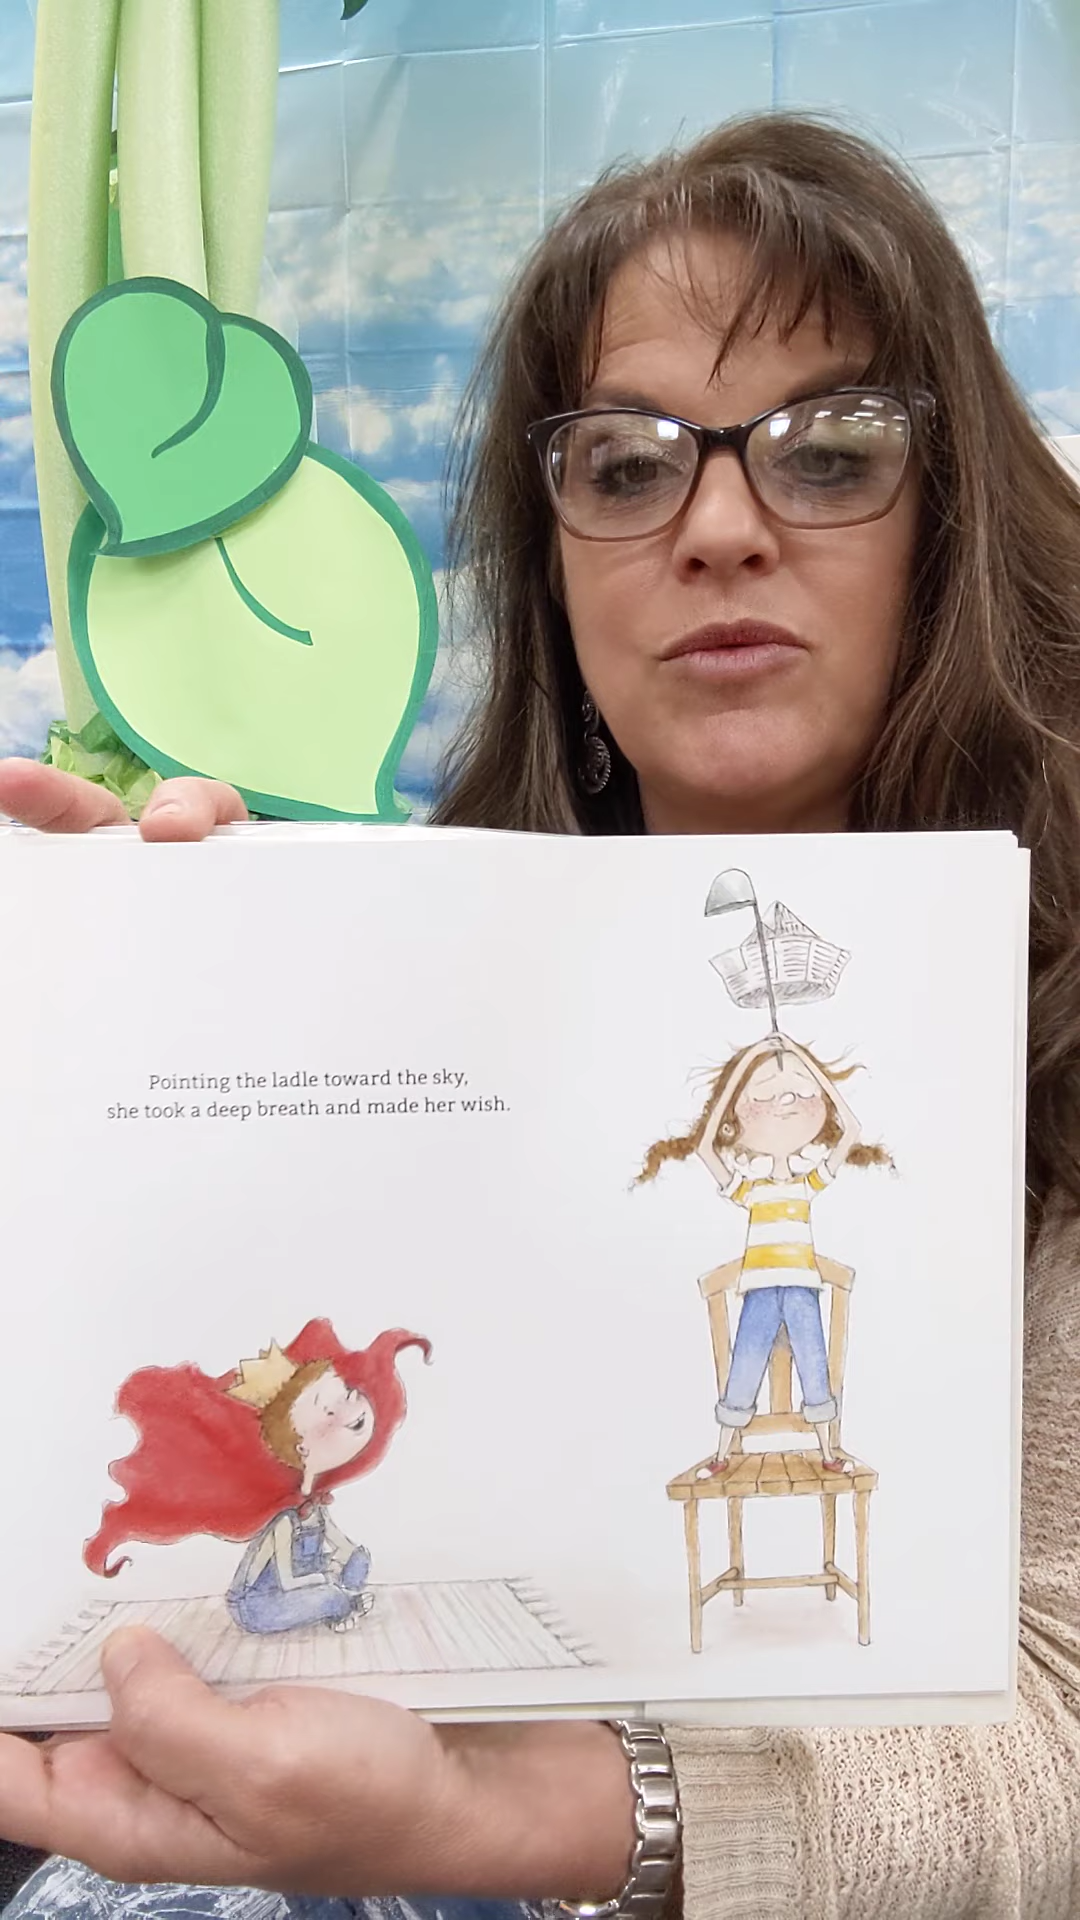 Pointing the ladle toward the sky,
she took a deep breath and made her wish.